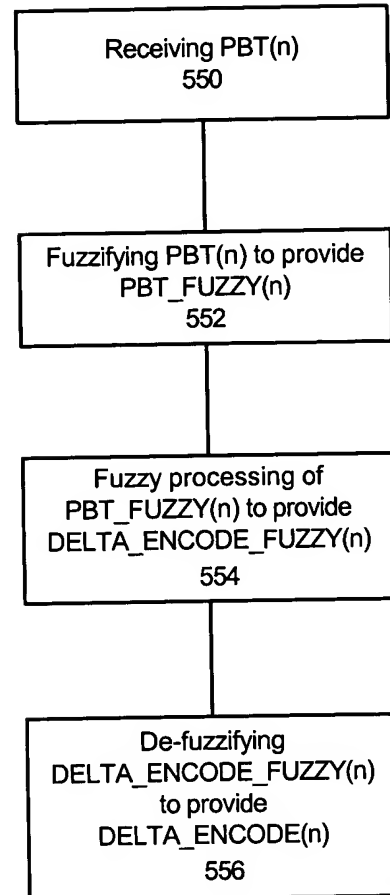 Receiving PBT(n)
550
Fuzzifying PBT(n) to provide
PBT_FUZZY(n)
552
Fuzzy processing of
PBT_FUZZY(n) to provide
DELTA_ENCODE_FUZZY(n)
554
De-fuzzifying
DELTA_ENCODE_FUZZY(n)
to provide
DELTA_ENCODE(n)
556